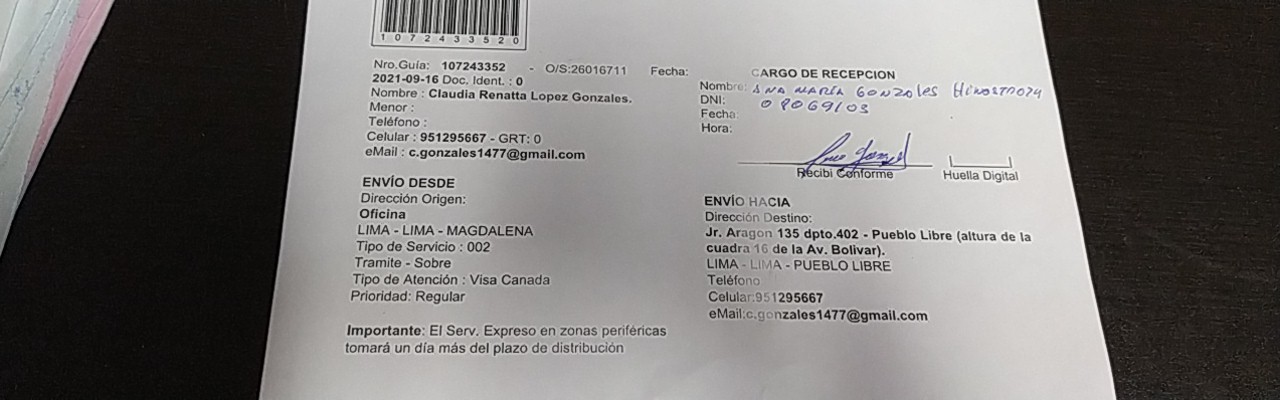 1072433520
Nro.Guía: 107243352 - O/S:26016711 Fecha:
2021-09-16 Doc. Ident. : 0
Nombre : Claudia Renatta Lopez Gonzales.
Menor :
Teléfono :
Celular : 951295667 - GRT: 0
eMail : c.gonzales1477@gmail.com
ENVÍO DESDE
Dirección Origen:
Oficina
LIMA - LIMA - MAGDALENA
Tipo de Servicio : 002
Tramite - Sobre
Tipo de Atención : Visa Canada
Prioridad: Regular
Importante: El Serv. Expreso en zonas periféricas
tomará un día más del plazo de distribución
CARGO DE RECEPCION
Nombre: ANA MARÍA GONZALES HINOSTROZA
DNI: 08069103
Fecha:
Hora:
Recibi Conforme
Huella Digital
ENVÍO HACIA
Dirección Destino:
Jr. Aragon 135 dpto.402 - Pueblo Libre (altura de la
cuadra 16 de la Av. Bolivar).
LIMA - LIMA - PUEBLO LIBRE
Teléfono
Celular:951295667
eMail:c.gonzales1477@gmail.com